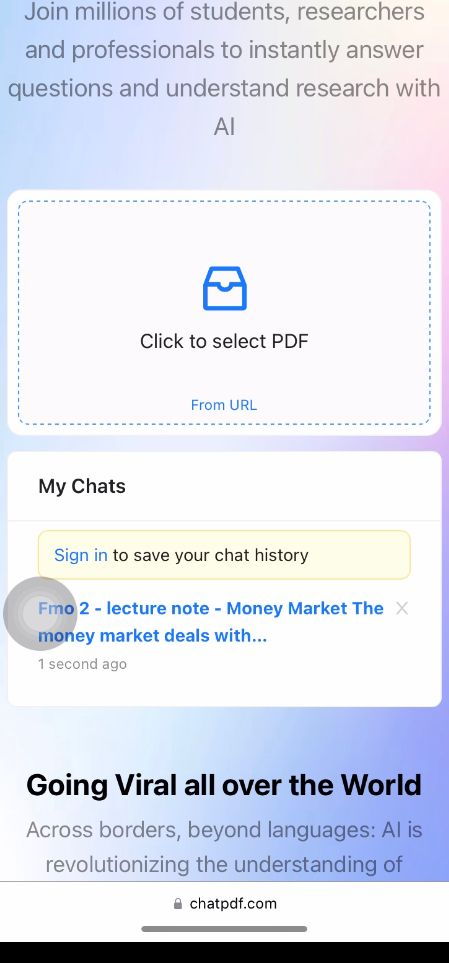 Join millions of students, researchers
and professionals to instantly answer
questions and understand research with
AI
Click to select PDF
From URL
My Chats
Sign in to save your chat history
Fmo 2 - lecture note - Money Market The
money market deals with...
1 second ago
Going Viral all over the World
Across borders, beyond languages: AI is
revolutionizing the understanding of
chatpdf.com